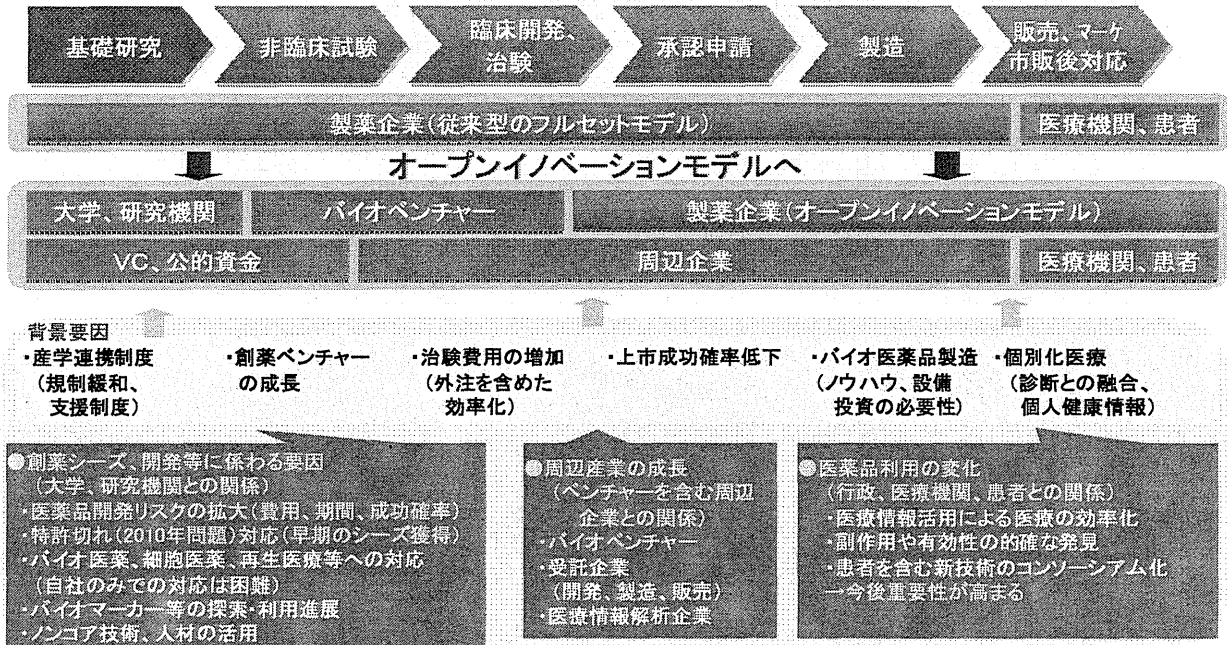 基礎研究
非臨床試験
臨床開発、
治験
承認申請
製造
販売、マーケ
市販後対応
製薬企業(従来型のフルセットモデル)
医療機関、患者
オープンイノベーションモデルへ
大学、研究機関
バイオベンチャー
製薬企業(オープンイノベーションモデル)
VC、公的資金
周辺企業
医療機関、患者
背景要因
・産学連携制度
(規制緩和、
支援制度)
・創薬ベンチャー
の成長
・治験費用の増加
(外注を含めた
効率化)
・上市成功確率低下
・バイオ医薬品製造
(ノウハウ、設備
投資の必要性)
・個別化医療
(診断との融合、
個人健康情報)
●創薬シーズ、開発等に係わる要因
(大学、研究機関との関係)
・医薬品開発リスクの拡大(費用、期間、成功確率)
・特許切れ(2010年問題)対応(早期のシーズ獲得)
・バイオ医薬、細胞医薬、再生医療等への対応
(自社のみでの対応は困難)
・バイオマーカー等の探索・利用進展
・ノンコア技術、人材の活用
●周辺産業の成長
(ベンチャーを含む周辺
企業との関係)
・バイオベンチャー
・受託企業
(開発、製造、販売)
・医療情報解析企業
●医薬品利用の変化
(行政、医療機関、患者との関係)
・医療情報活用による医療の効率化
・副作用や有効性の的確な発見
・患者を含む新技術のコンソーシアム化
→今後重要性が高まる